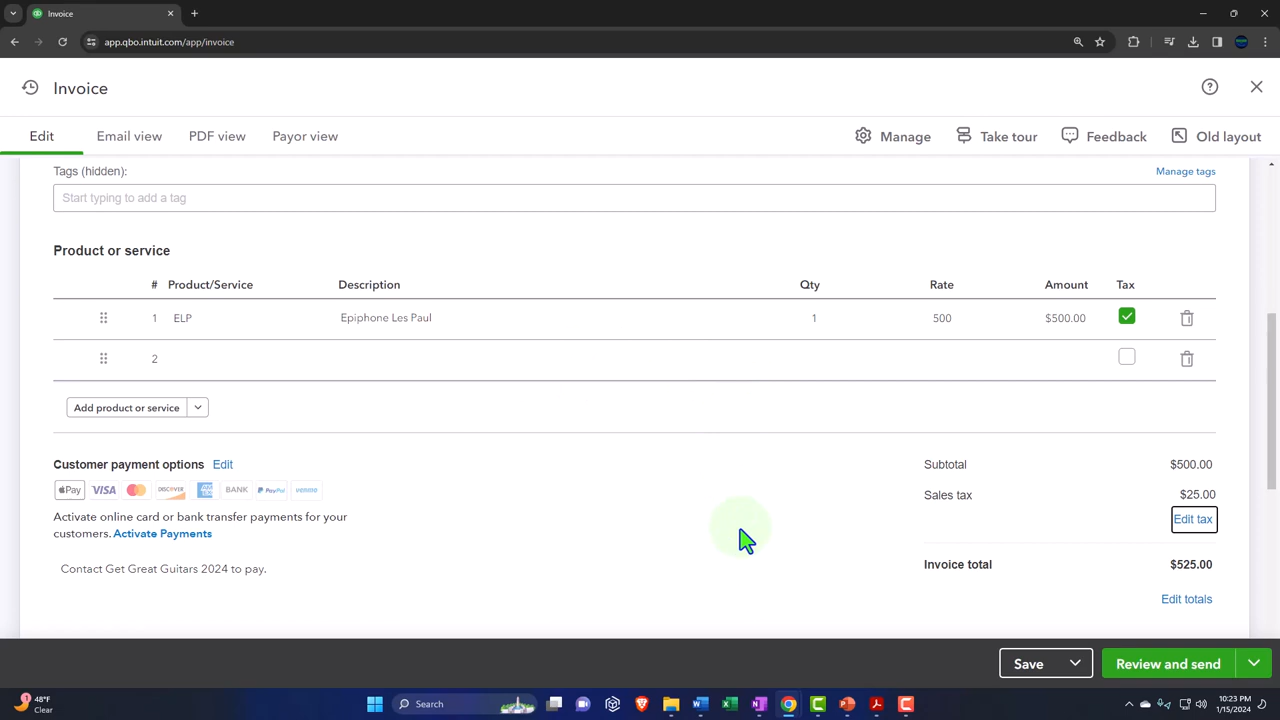 Invoice
app.qbo.intuit.com/app/invoice
Invoice
Edit Email view PDF view Payor view Manage Take tour Feedback Old layout
Tags (hidden): Manage tags
Start typing to add a tag
Product or service
# Product/Service Description Qty Rate Amount Tax
1 ELP Epiphone Les Paul 1 500 $500.00
2
Add product or service
Customer payment options Edit Subtotal $500.00
Pay VISA DISCOVER BANK PayPal venmo
Sales tax $25.00
Activate online card or bank transfer payments for your
customers. Activate Payments
Edit tax
Contact Get Great Guitars 2024 to pay.
Invoice total $525.00
Edit totals
Save Review and send
48°F
Clear
Search
10:23 PM
1/15/2024